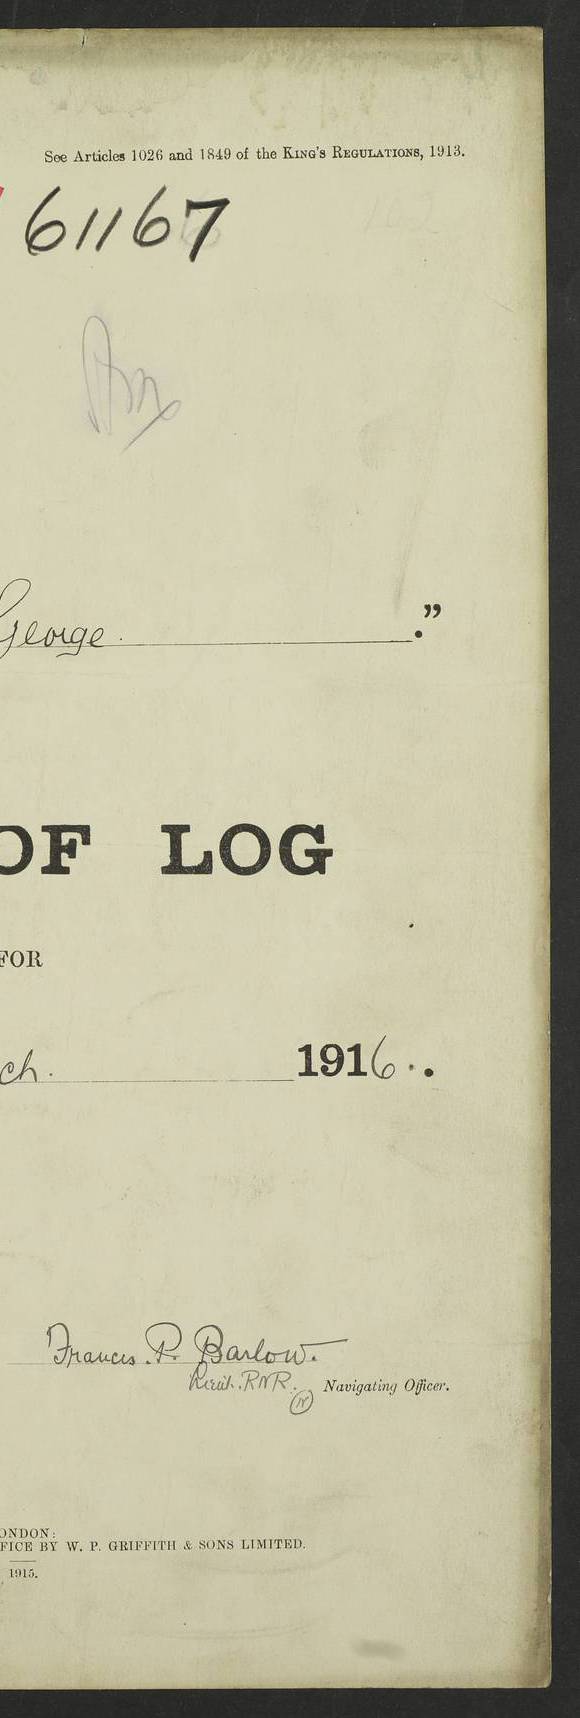 See Articles 1026 and 1849 of the KING'S REGULATIONS, 1913.
61167
George ."
OF LOG
FOR
ch. 1916..
Francis. P. Barlow.
Lieut. RNR.
(N) Navigating Officer.
ONDON:
FICE BY W. P. GRIFFITH & SONS LIMITED.
1915.